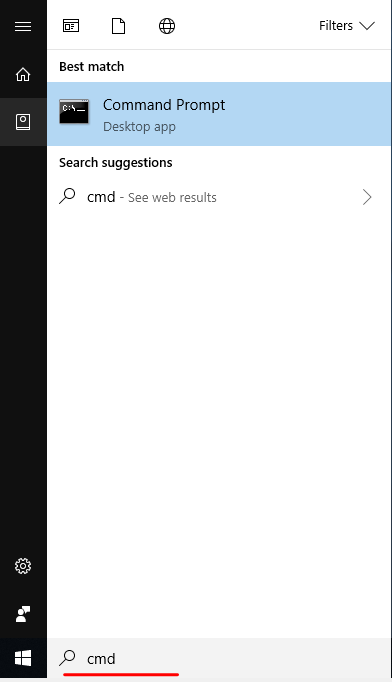 Filters
Best match
C:\_
Command Prompt
Desktop app
Search suggestions
cmd - See web results
cmd